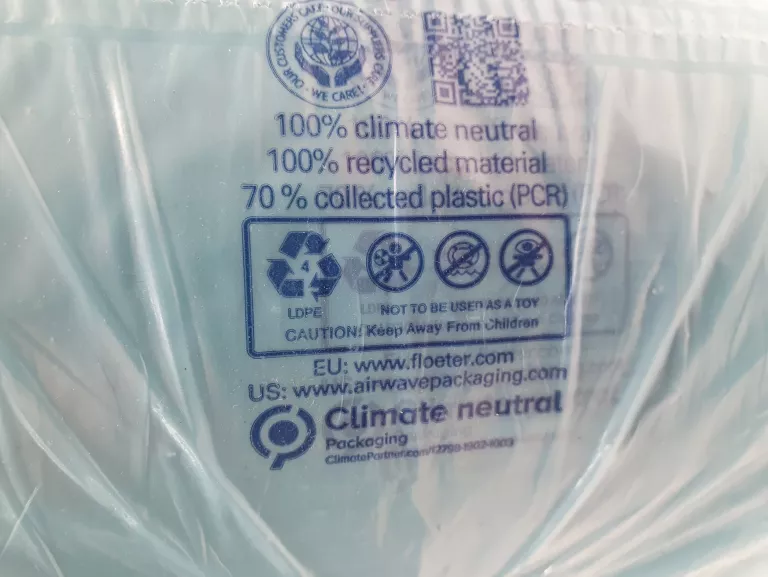 OUR CUSTOMERS CARE · OUR SUPPLIERS CARE · WE CARE!
100% climate neutral
100% recycled material
70 % collected plastic (PCR)
4
LDPE
NOT TO BE USED AS A TOY
CAUTION: Keep Away From Children
EU: www.floeter.com
US: www.airwavepackaging.com
Climate neutral
Packaging